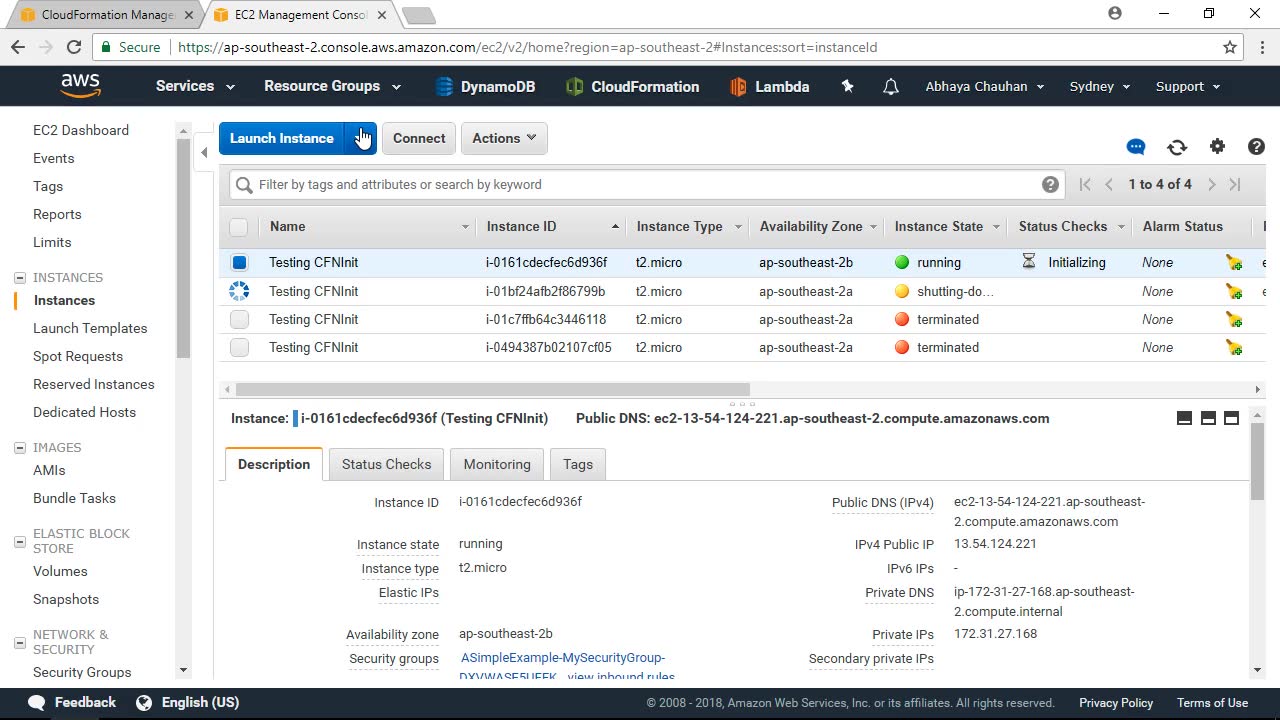 CloudFormation Manage
EC2 Management Conso
Secure
https://ap-southeast-2.console.aws.amazon.com/ec2/v2/home?region=ap-southeast-2#Instances:sort=instanceId
aws
Services
Resource Groups
DynamoDB
CloudFormation
Lambda
Abhaya Chauhan
Sydney
Support
EC2 Dashboard
Events
Tags
Reports
Limits
INSTANCES
Instances
Launch Templates
Spot Requests
Reserved Instances
Dedicated Hosts
IMAGES
AMIs
Bundle Tasks
ELASTIC BLOCK
STORE
Volumes
Snapshots
NETWORK &
SECURITY
Security Groups
Launch Instance
Connect
Actions
Filter by tags and attributes or search by keyword
1 to 4 of 4
Name Instance ID Instance Type Availability Zone Instance State Status Checks Alarm Status
Testing CFNInit i-0161cdecfec6d936f t2.micro ap-southeast-2b running Initializing None
Testing CFNInit i-01bf24afb2f86799b t2.micro ap-southeast-2a shutting-do... None
Testing CFNInit i-01c7ffb64c3446118 t2.micro ap-southeast-2a terminated None
Testing CFNInit i-0494387b02107cf05 t2.micro ap-southeast-2a terminated None
Instance: i-0161cdecfec6d936f (Testing CFNInit) Public DNS: ec2-13-54-124-221.ap-southeast-2.compute.amazonaws.com
Description
Status Checks
Monitoring
Tags
Instance ID i-0161cdecfec6d936f
Instance state running
Instance type t2.micro
Elastic IPs
Availability zone ap-southeast-2b
Security groups ASimpleExample-MySecurityGroup-
view inbound rules
Public DNS (IPv4) ec2-13-54-124-221.ap-southeast-
2.compute.amazonaws.com
IPv4 Public IP 13.54.124.221
IPv6 IPs -
Private DNS ip-172-31-27-168.ap-southeast-
2.compute.internal
Private IPs 172.31.27.168
Secondary private IPs
Feedback
English (US)
© 2008 - 2018, Amazon Web Services, Inc. or its affiliates. All rights reserved.
Privacy Policy
Terms of Use